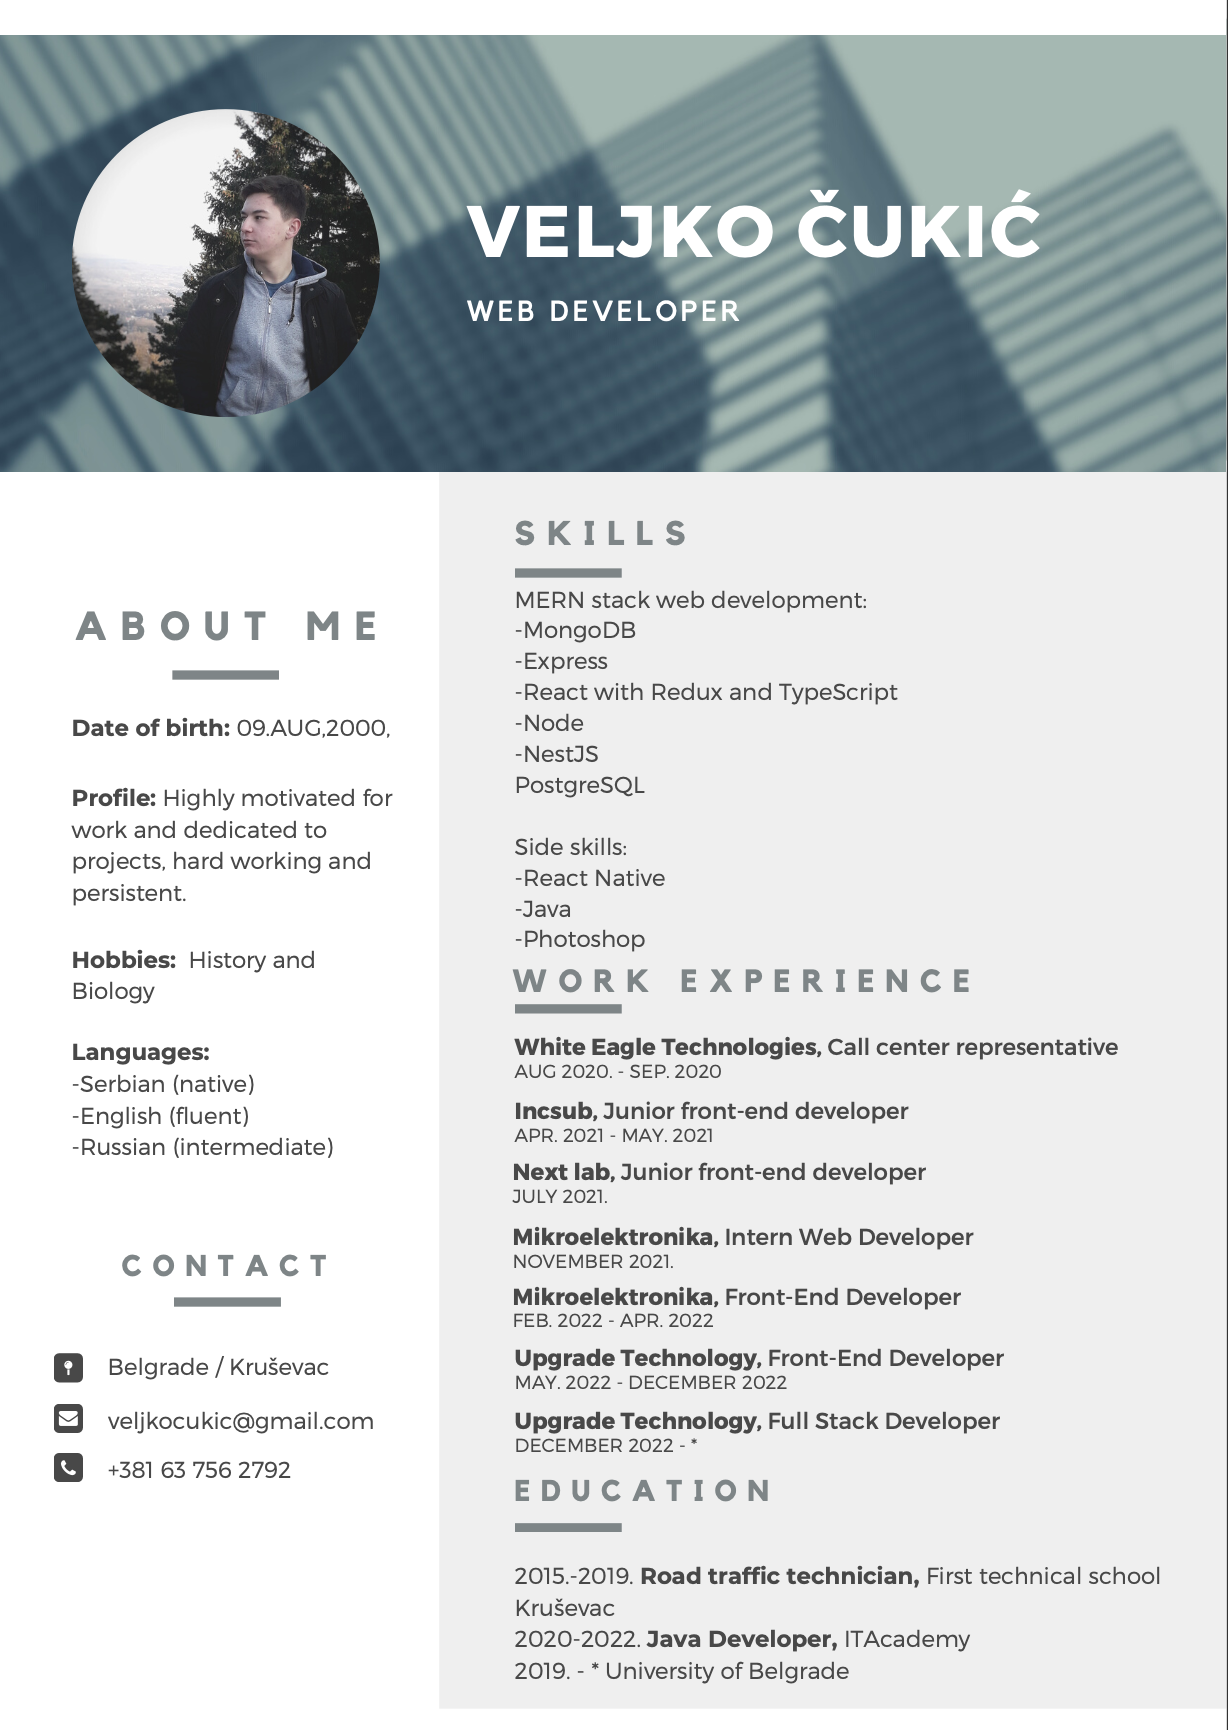 VELJKO ČUKIĆ
WEB DEVELOPER
ABOUT ME
Date of birth: 09.AUG,2000,
Profile: Highly motivated for
work and dedicated to
projects, hard working and
persistent.
Hobbies: History and
Biology
Languages:
-Serbian (native)
-English (fluent)
-Russian (intermediate)
CONTACT
Belgrade / Kruševac
veljkocukic@gmail.com
+381 63 756 2792
SKILLS
MERN stack web development:
-MongoDB
-Express
-React with Redux and TypeScript
-Node
-NestJS
PostgreSQL
Side skills:
-React Native
-Java
-Photoshop
WORK EXPERIENCE
White Eagle Technologies, Call center representative
AUG 2020. - SEP. 2020
Incsub, Junior front-end developer
APR. 2021 - MAY. 2021
Next lab, Junior front-end developer
JULY 2021.
Mikroelektronika, Intern Web Developer
NOVEMBER 2021.
Mikroelektronika, Front-End Developer
FEB. 2022 - APR. 2022
Upgrade Technology, Front-End Developer
MAY. 2022 - DECEMBER 2022
Upgrade Technology, Full Stack Developer
DECEMBER 2022 - *
EDUCATION
2015.-2019. Road traffic technician, First technical school
Kruševac
2020-2022. Java Developer, ITAcademy
2019. - * University of Belgrade